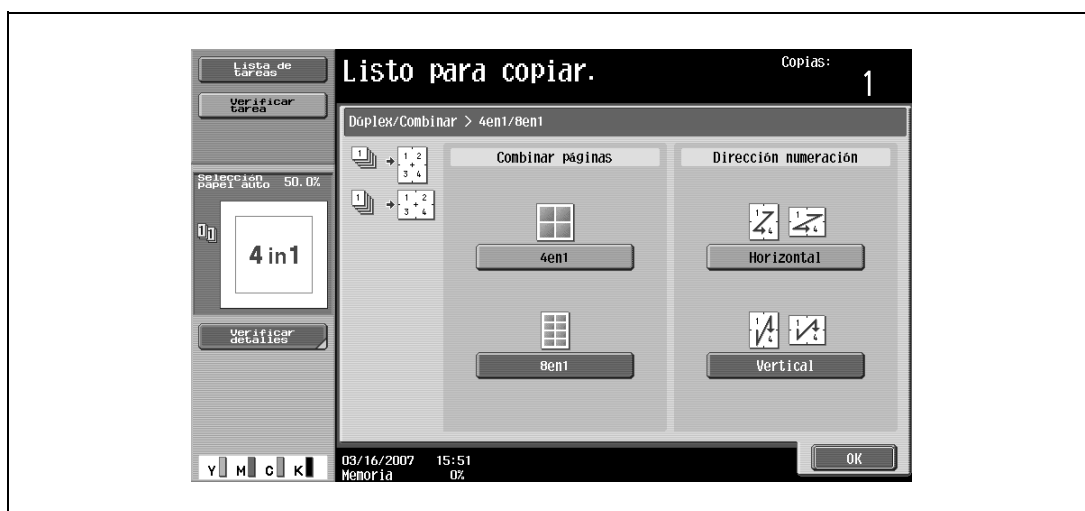 Lista de
tareas
Verificar
tarea
Selección
papel auto 50.0%
4 in 1
Verificar
detalles
Y M C K
Listo para copiar.
Copias:
1
Dúplex/Combinar > 4en1/8en1
Combinar páginas
4en1
8en1
Dirección numeración
Horizontal
Vertical
03/16/2007 15:51
Memoria 0%
OK